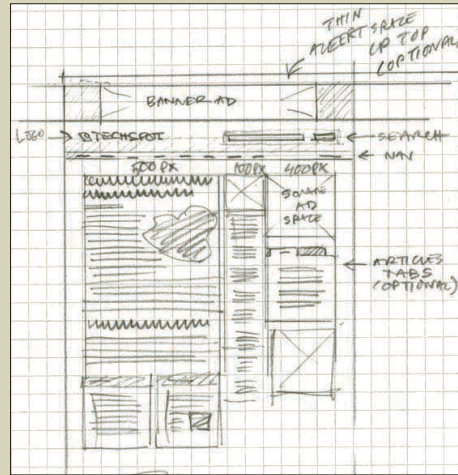 THIN
ALERT SPACE
UP TOP
(OPTIONAL)
BANNER AD
LOGO
TECHSPOT
SEARCH
NAV
500PX
100PX
400PX
SQUARE
AD
SPACE
ARTICLES
TABS
(OPTIONAL)